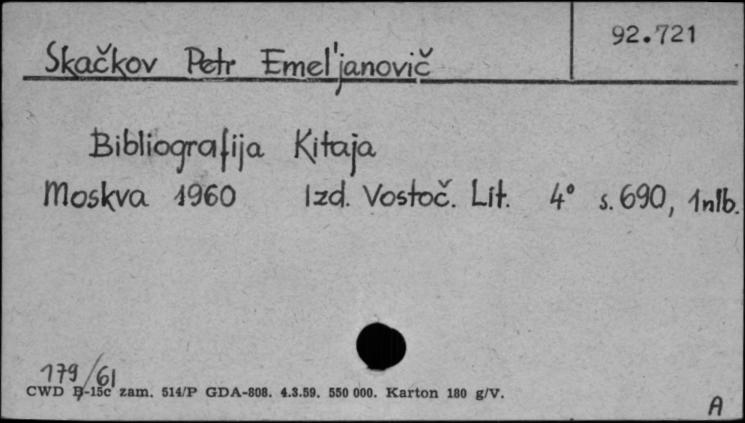 92.721
Skačkov Petr Emel'janovič
Bibliografija Kitaja
Moskva 1960 Izd. Vostoč. Lit. 4° s. 690, 1nlb.
179/61
CWD B-15c zam. 514/P GDA-808. 4.3.59. 550 000. Karton 180 g/V.
A